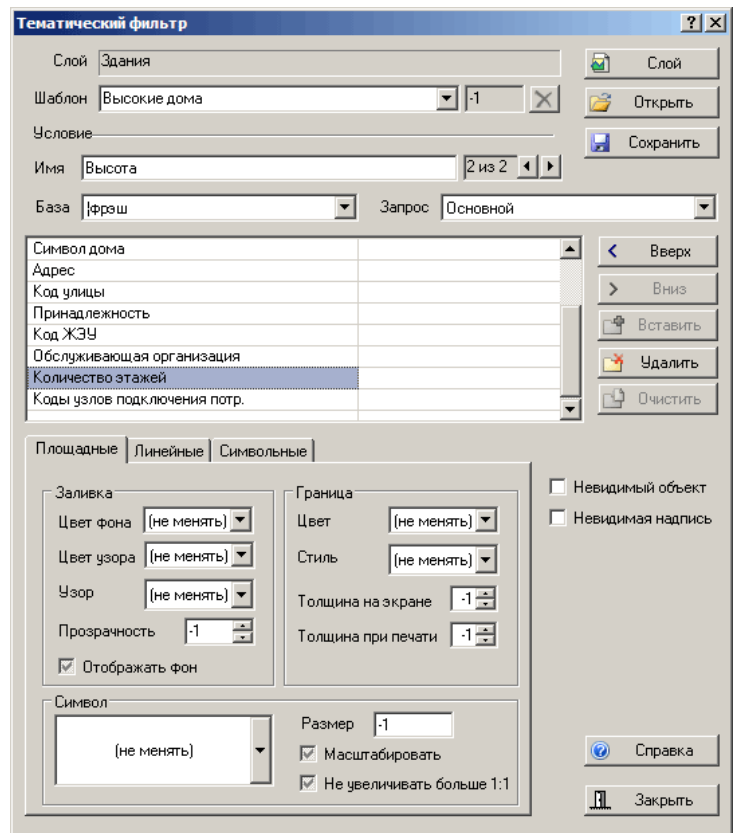 Тематический фильтр
Слой Здания Слой
Шаблон Высокие дома -1 Открыть
Условие Сохранить
Имя Высота 2 из 2
База ¦фрэш Запрос Основной
Символ дома Вверх
Адрес
Код улицы Вниз
Принадлежность
Код ЖЭУ Вставить
Обслуживающая организация
Количество этажей Удалить
Коды узлов подключения потр. Очистить
Площадные Линейные Символьные
Заливка Граница Невидимый объект
Цвет фона (не менять) Цвет (не менять) Невидимая надпись
Цвет узора (не менять) Стиль (не менять)
Узор (не менять) Толщина на экране -1
Прозрачность -1 Толщина при печати -1
Отображать фон
Символ
(не менять) Размер -1
Масштабировать Справка
Не увеличивать больше 1:1
Закрыть